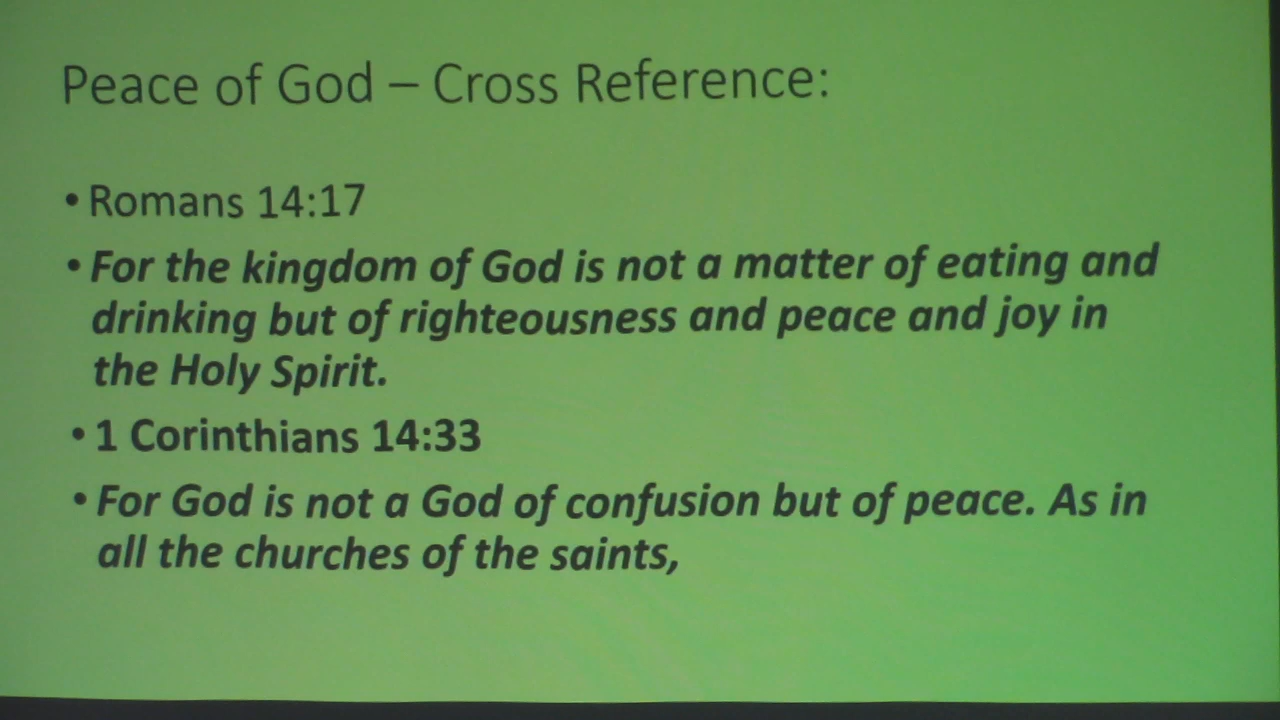 Peace of God – Cross Reference:
• Romans 14:17
• For the kingdom of God is not a matter of eating and
drinking but of righteousness and peace and joy in
the Holy Spirit.
• 1 Corinthians 14:33
• For God is not a God of confusion but of peace. As in
all the churches of the saints,